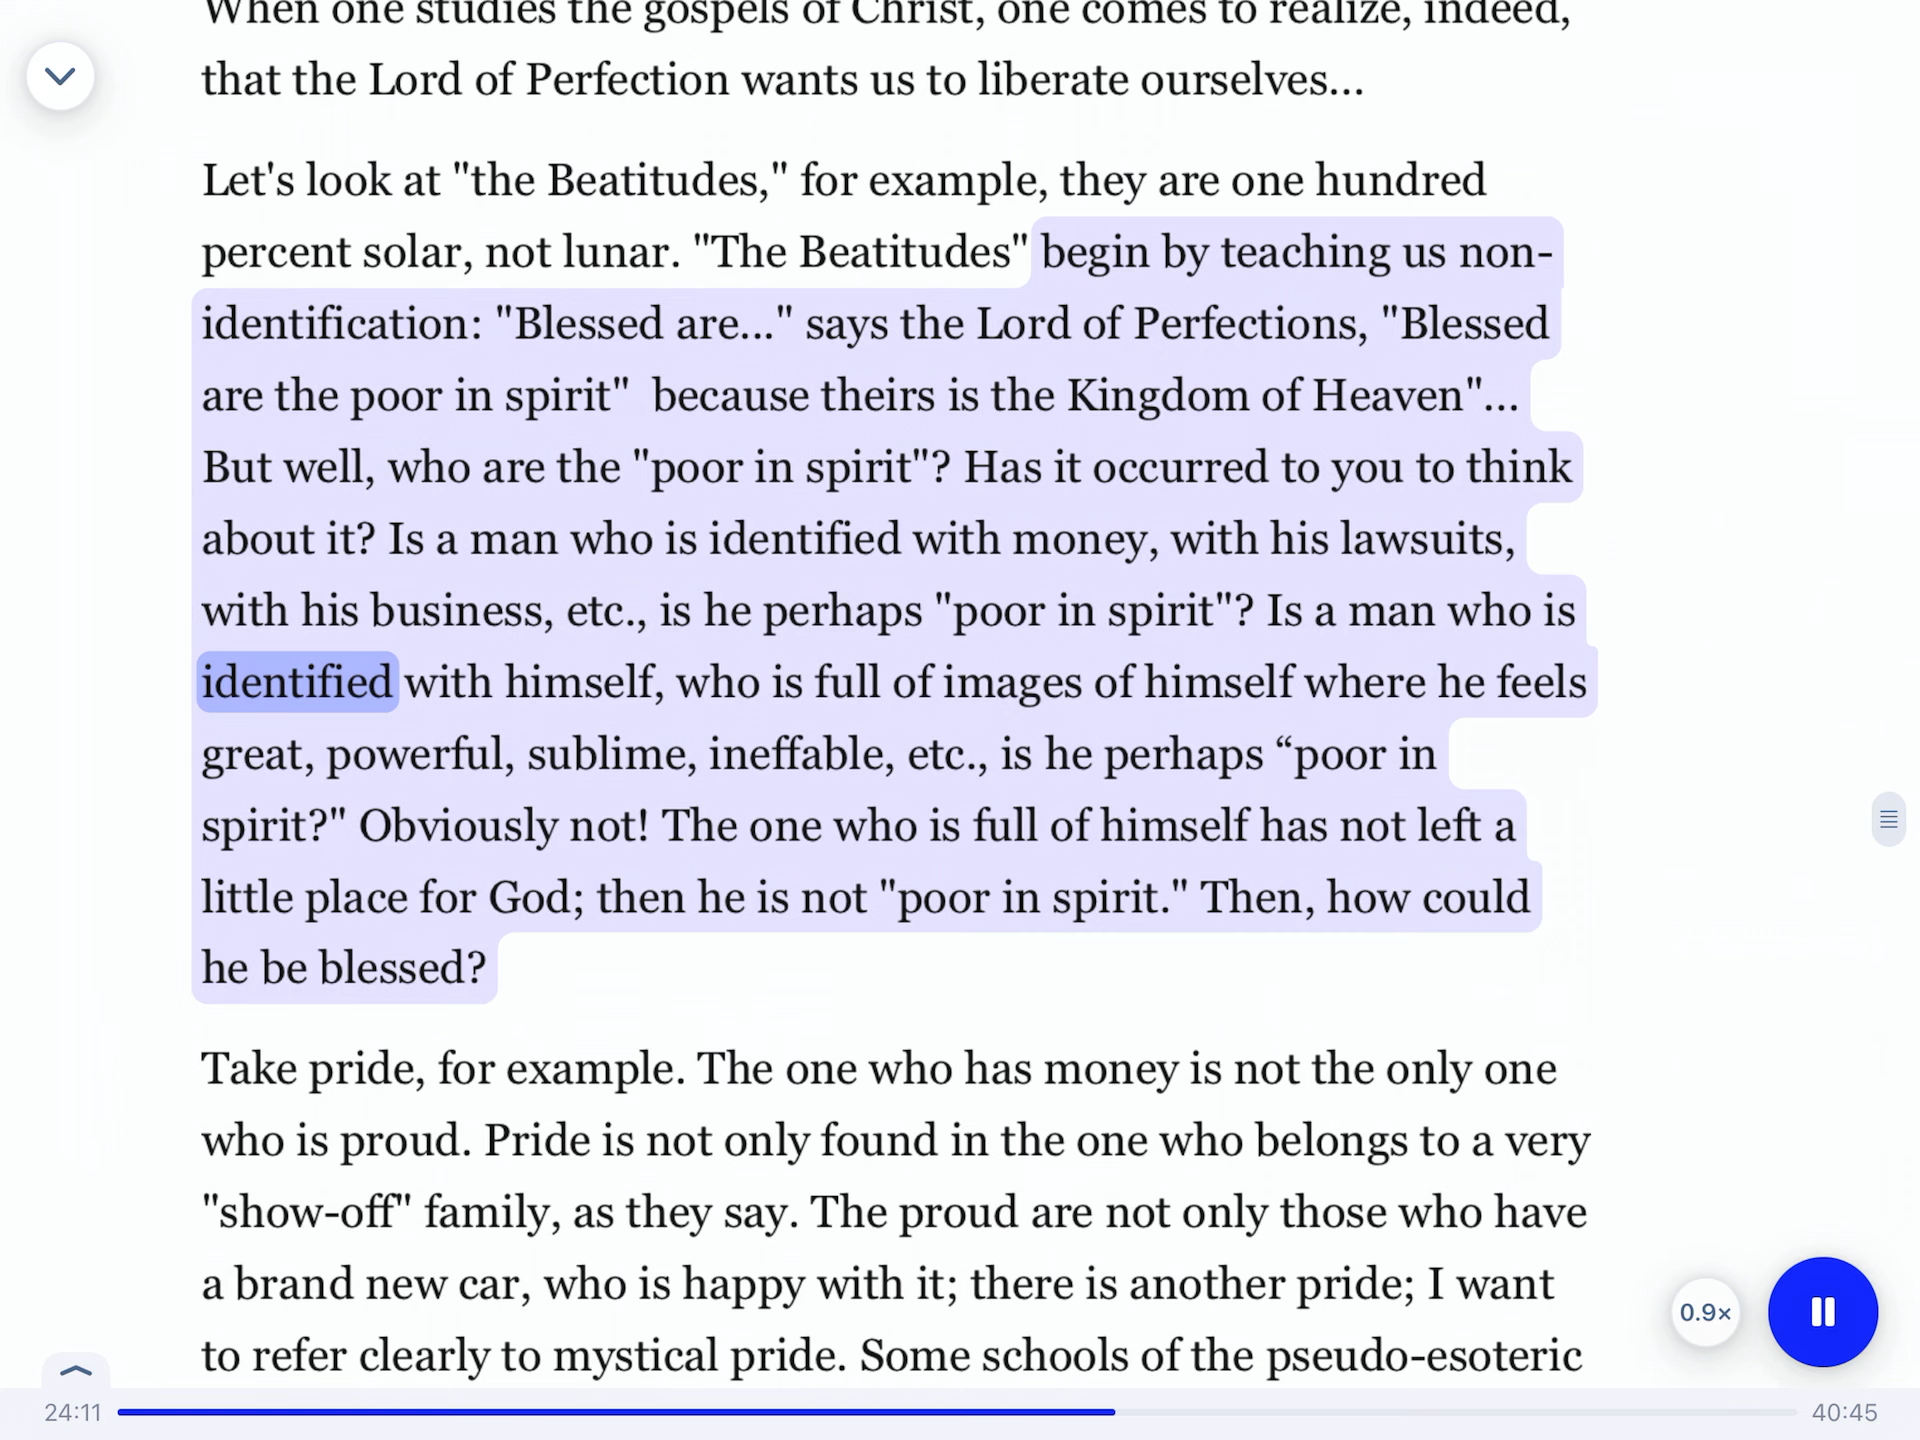 When one studies the gospels of Christ, one comes to realize, indeed,
that the Lord of Perfection wants us to liberate ourselves...
Let's look at "the Beatitudes," for example, they are one hundred
percent solar, not lunar. "The Beatitudes" begin by teaching us non-
identification: "Blessed are..." says the Lord of Perfections, "Blessed
are the poor in spirit"  because theirs is the Kingdom of Heaven"...
But well, who are the "poor in spirit"? Has it occurred to you to think
about it? Is a man who is identified with money, with his lawsuits,
with his business, etc., is he perhaps "poor in spirit"? Is a man who is
identified with himself, who is full of images of himself where he feels
great, powerful, sublime, ineffable, etc., is he perhaps “poor in
spirit?" Obviously not! The one who is full of himself has not left a
little place for God; then he is not "poor in spirit." Then, how could
he be blessed?
Take pride, for example. The one who has money is not the only one
who is proud. Pride is not only found in the one who belongs to a very
"show-off" family, as they say. The proud are not only those who have
a brand new car, who is happy with it; there is another pride; I want
to refer clearly to mystical pride. Some schools of the pseudo-esoteric
0.9×
24:11
40:45